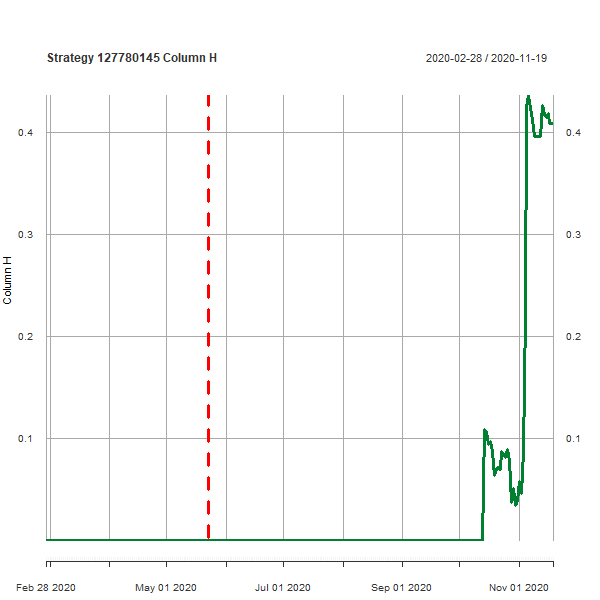 Strategy 127780145 Column H
2020-02-28 / 2020-11-19
0.4
0.4
0.3
0.3
Column H
0.2
0.2
0.1
0.1
Feb 28 2020
May 01 2020
Jul 01 2020
Sep 01 2020
Nov 01 2020